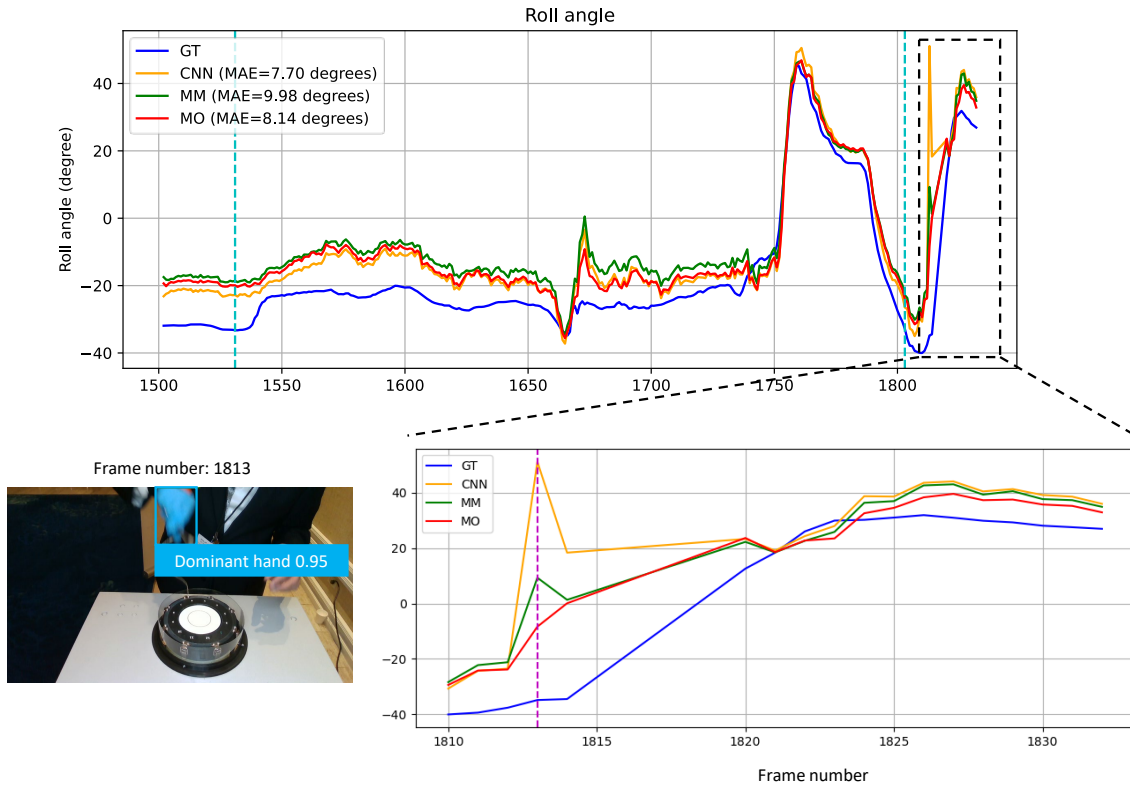 Roll angle
GT
CNN (MAE=7.70 degrees)
MM (MAE=9.98 degrees)
MO (MAE=8.14 degrees)
Roll angle (degree)
40
20
0
−20
−40
1500 1550 1600 1650 1700 1750 1800
Frame number: 1813
Dominant hand 0.95
GT
CNN
MM
MO
40
20
0
−20
−40
1810 1815 1820 1825 1830
Frame number